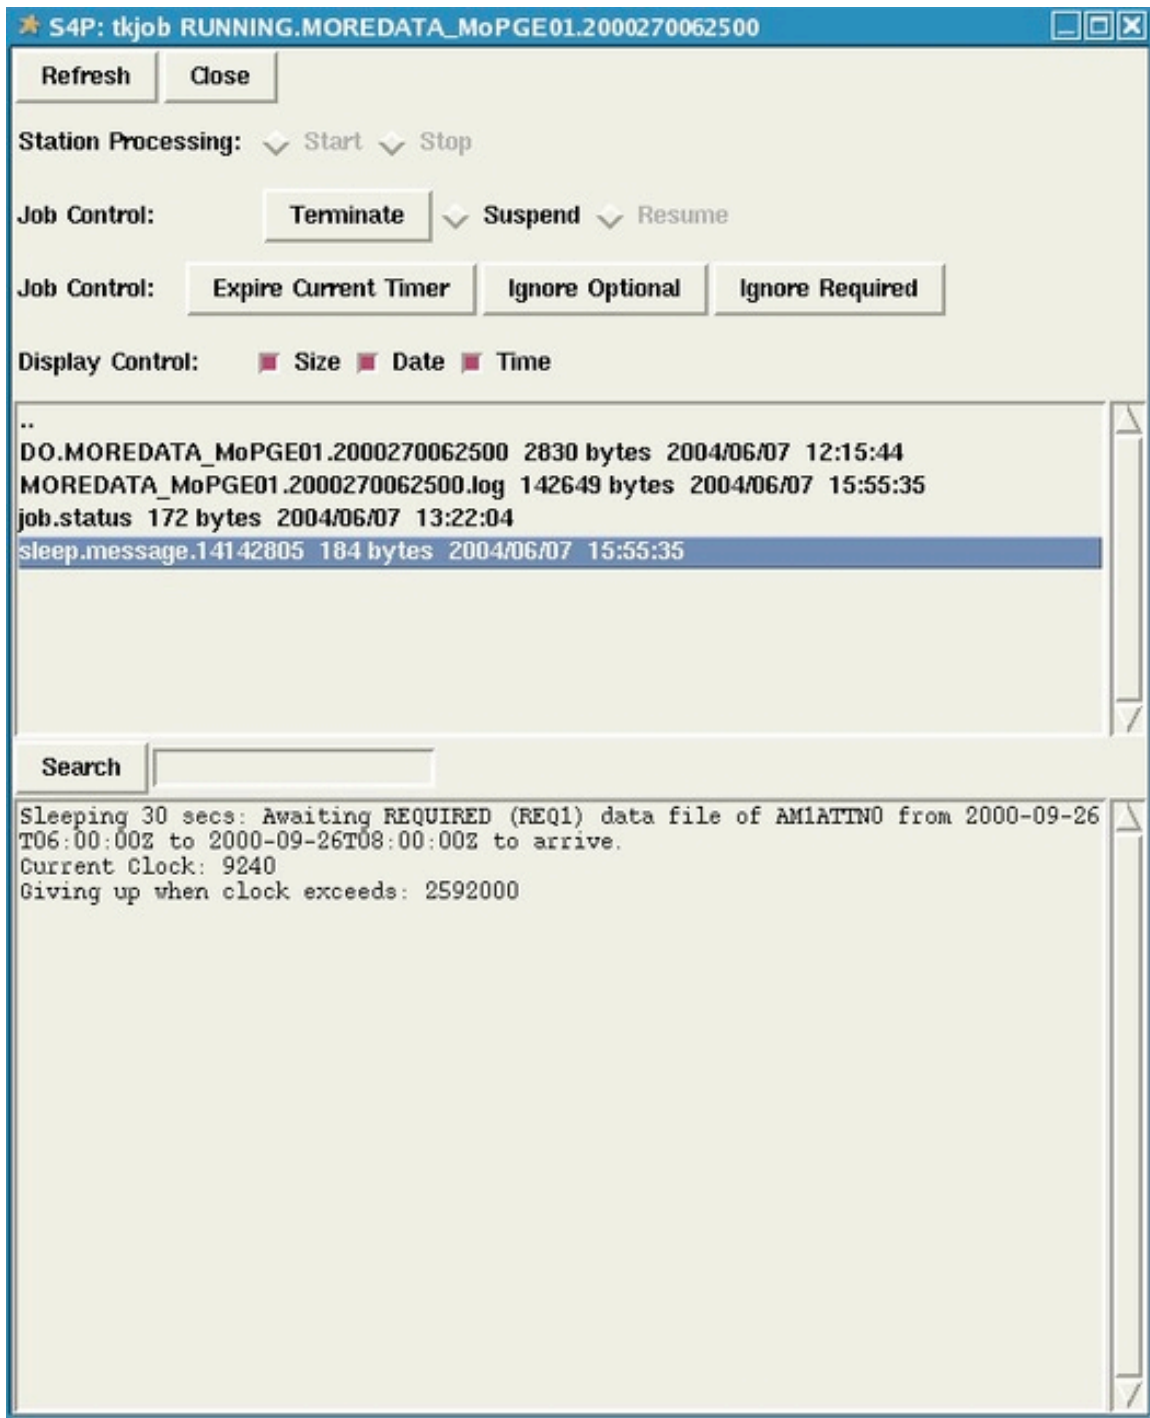 S4P: tkjob RUNNING.MOREDATA_MoPGE01.2000270062500
Refresh Close
Station Processing: Start Stop
Job Control: Terminate Suspend Resume
Job Control: Expire Current Timer Ignore Optional Ignore Required
Display Control: Size Date Time
..
DO.MOREDATA_MoPGE01.2000270062500 2830 bytes 2004/06/07 12:15:44
MOREDATA_MoPGE01.2000270062500.log 142649 bytes 2004/06/07 15:55:35
job.status 172 bytes 2004/06/07 13:22:04
sleep.message.14142805 184 bytes 2004/06/07 15:55:35
Search
Sleeping 30 secs: Awaiting REQUIRED (REQ1) data file of AM1ATTN0 from 2000-09-26
T06:00:00Z to 2000-09-26T08:00:00Z to arrive.
Current Clock: 9240
Giving up when clock exceeds: 2592000